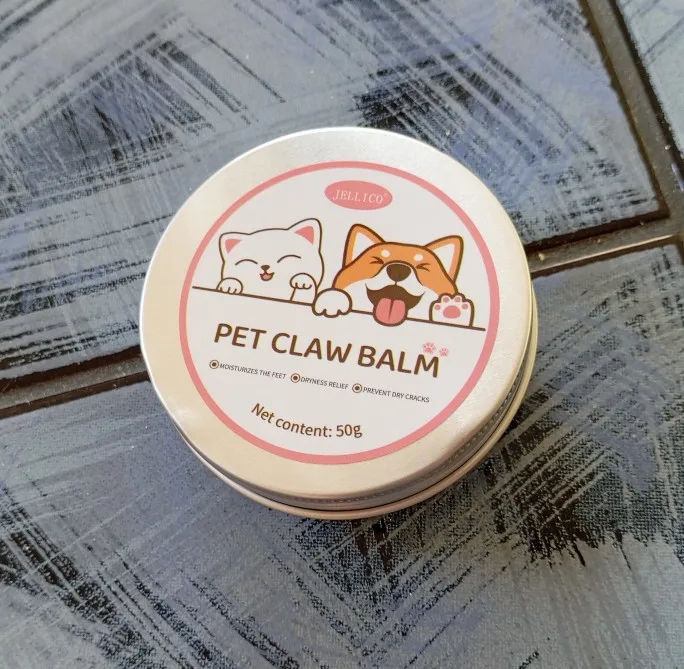 JELLICO®
PET CLAW BALM
MOISTURIZES THE FEET DRYNESS RELIEF PREVENT DRY CRACKS
Net content: 50g